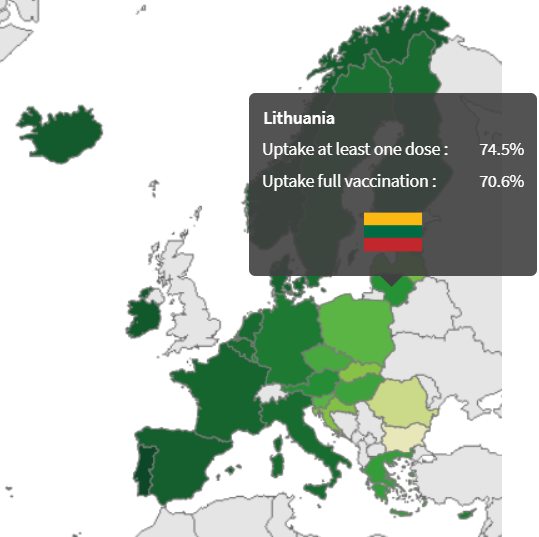 Lithuania
Uptake at least one dose : 74.5%
Uptake full vaccination : 70.6%